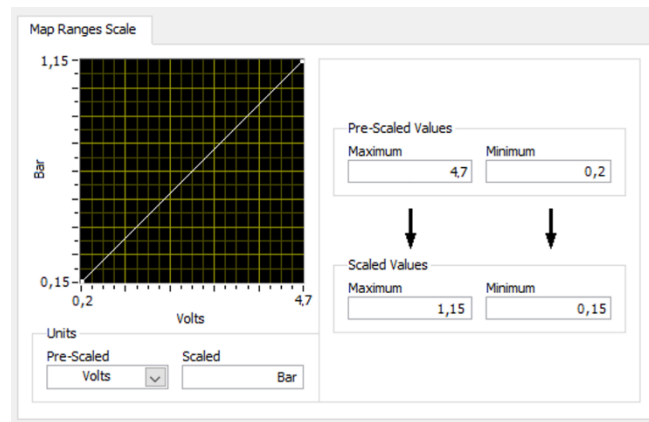 Map Ranges Scale
1,15
Bar
0,15
0,2
4,7
Volts
Units
Pre-Scaled
Scaled
Volts
Bar
Pre-Scaled Values
Maximum
Minimum
4,7
0,2
Scaled Values
Maximum
Minimum
1,15
0,15